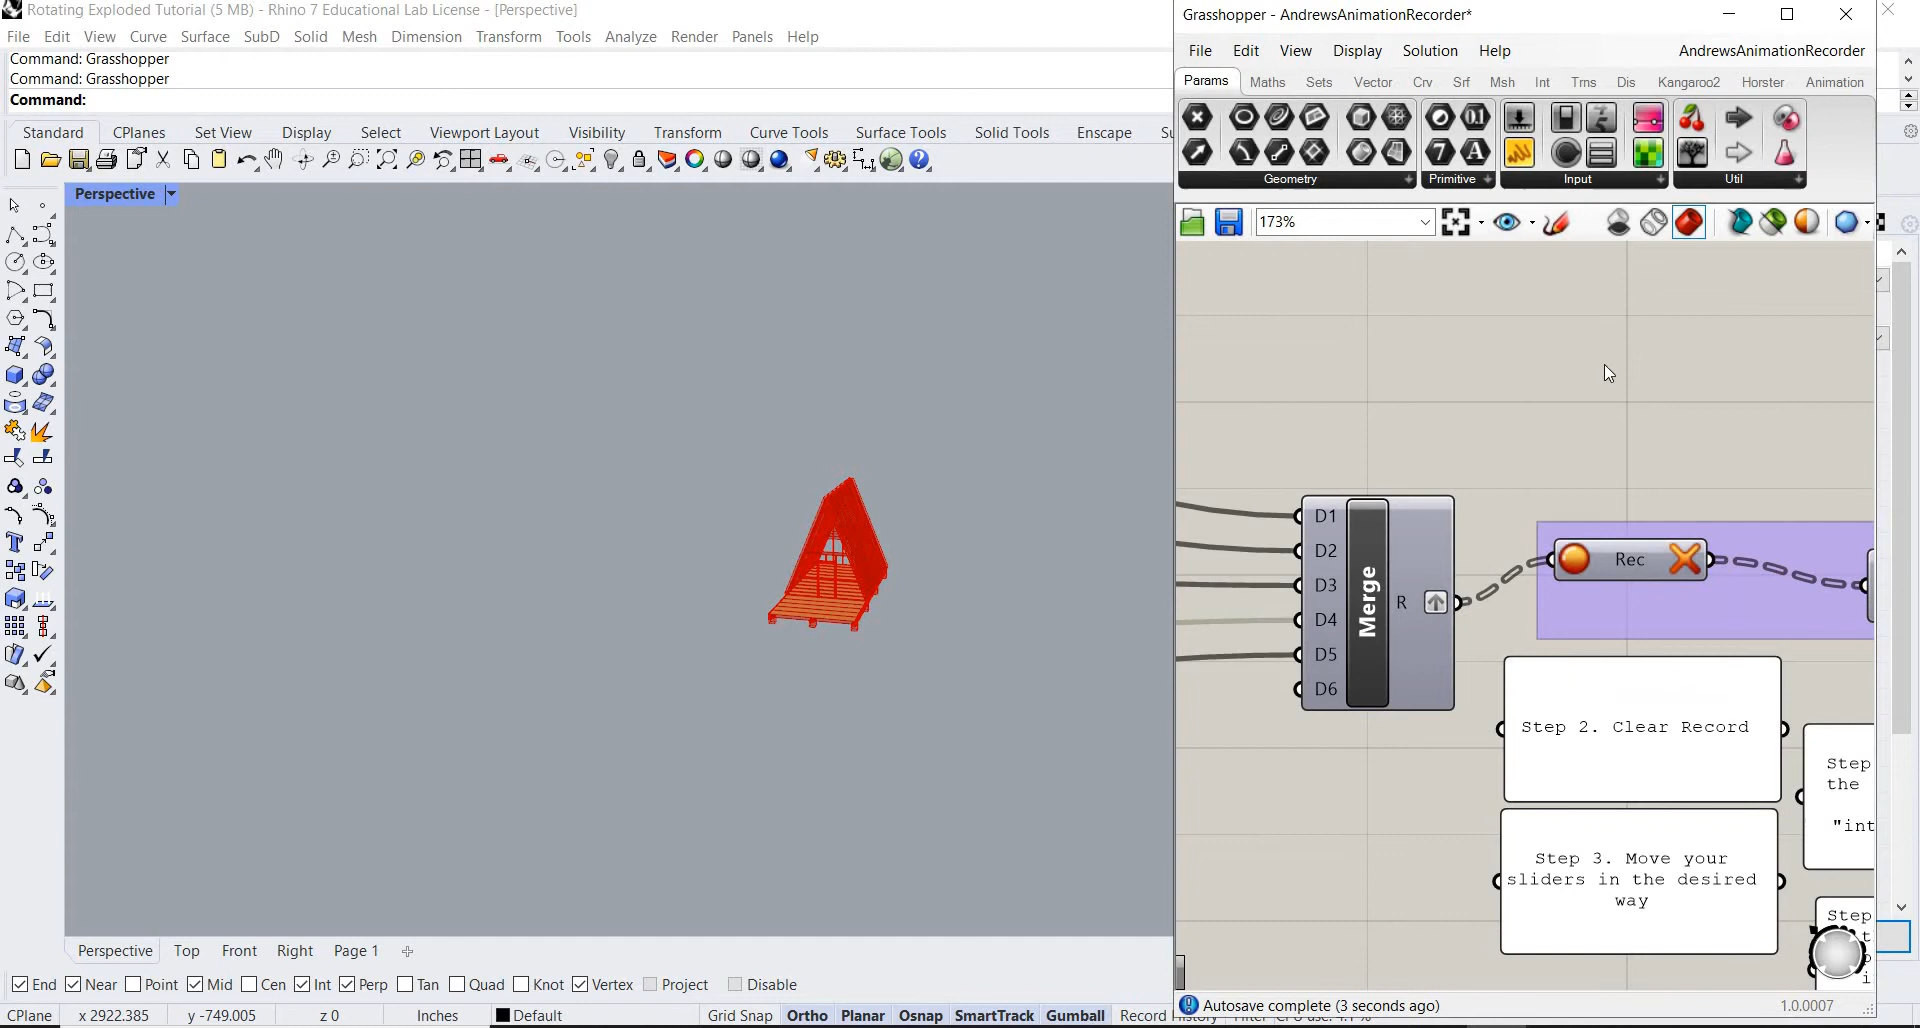 Rotating Exploded Tutorial (5 MB) - Rhino 7 Educational Lab License - [Perspective]
File Edit View Curve Surface SubD Solid Mesh Dimension Transform Tools Analyze Render Panels Help
Command: Grasshopper
Command: Grasshopper
Command:
Standard CPlanes Set View Display Select Viewport Layout Visibility Transform Curve Tools Surface Tools Solid Tools Enscape
Perspective
Grasshopper - AndrewsAnimationRecorder*
File Edit View Display Solution Help AndrewsAnimationRecorder
Params Maths Sets Vector Crv Srf Msh Int Trns Dis Kangaroo2 Horster Animation
Geometry Primitive Input Util
173%
D1
D2
D3
D4
D5
D6
Merge
R
Rec
Step 2. Clear Record
Step 3. Move your
sliders in the desired
way
Step
the
"int
Step
Autosave complete (3 seconds ago) 1.0.0007
Perspective Top Front Right Page 1
End Near Point Mid Cen Int Perp Tan Quad Knot Vertex Project Disable
CPlane x 2922.385 y -749.005 z 0 Inches Default Grid Snap Ortho Planar Osnap SmartTrack Gumball Record